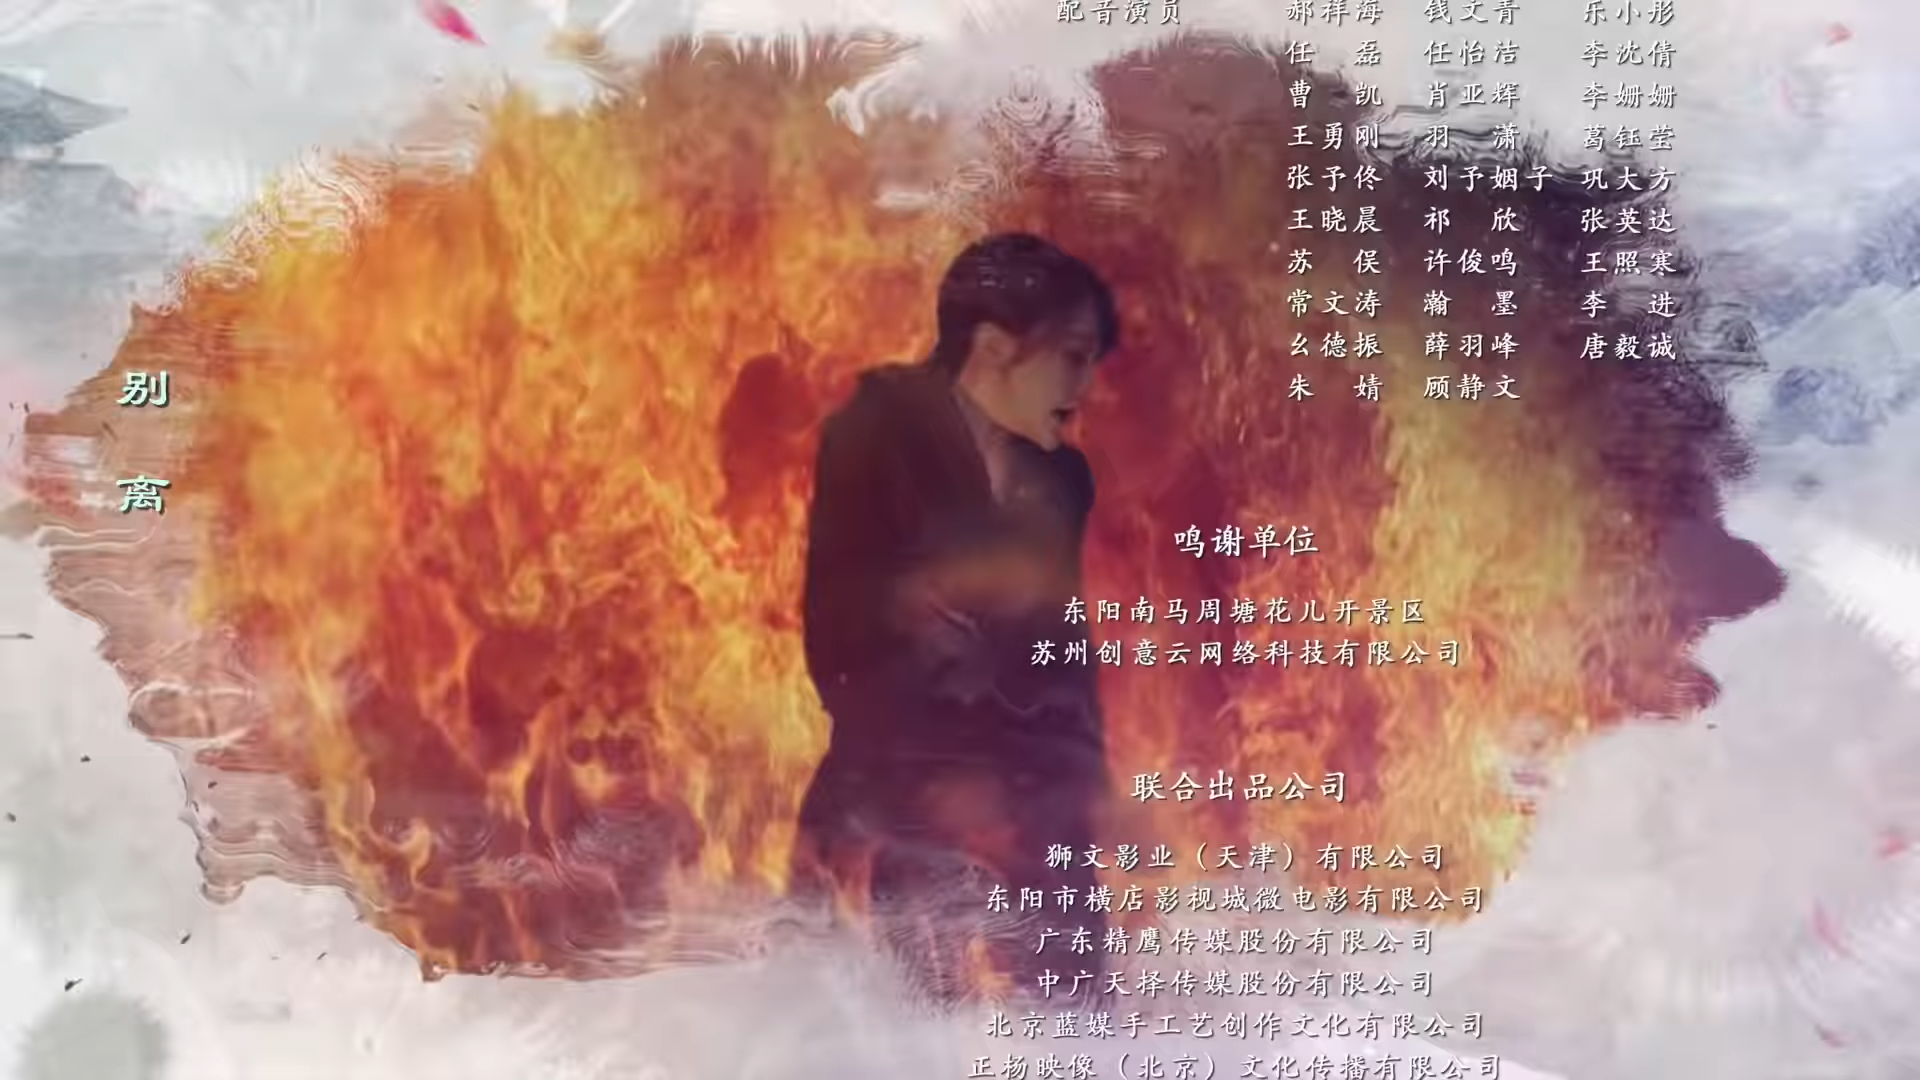 配音演员 郝祥海 钱文青 乐小彤
任磊 任怡洁 李沈倩
曹凯 肖亚辉 李姗姗
王勇刚 羽潇 葛钰莹
张予佟 刘予姻子 巩大方
王晓晨 祁欣 张英达
苏俣 许俊鸣 王照寒
常文涛 瀚墨 李进
幺德振 薛羽峰 唐毅诚
朱婧 顾静文
别离
鸣谢单位
东阳南马周塘花儿开景区
苏州创意云网络科技有限公司
联合出品公司
狮文影业（天津）有限公司
东阳市横店影视城微电影有限公司
广东精鹰传媒股份有限公司
中广天择传媒股份有限公司
北京蓝媒手工艺创作文化有限公司
正杨映像（北京）文化传播有限公司